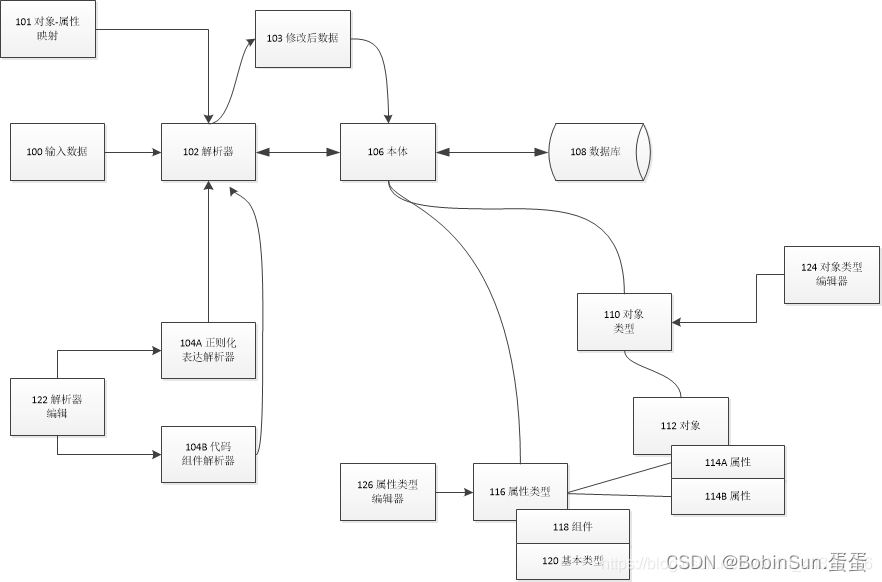 101 对象-属性
映射
103 修改后数据
100 输入数据
102 解析器
106 本体
108 数据库
124 对象类型
编辑器
110 对象
类型
104A 正则化
表达解析器
122 解析器
编辑
104B 代码
组件解析器
112 对象
114A 属性
114B 属性
126 属性类型
编辑器
116 属性类型
118 组件
120 基本类型
CSDN @BobinSun.蛋蛋